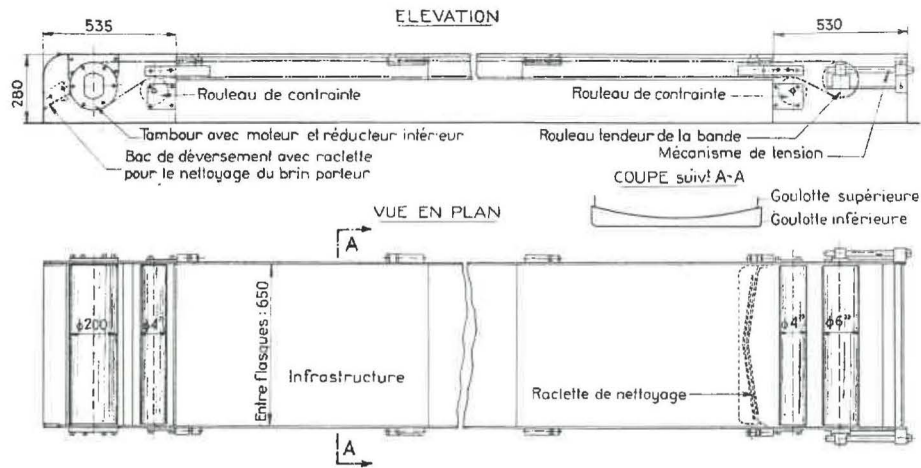 ELEVATION
535
530
280
Rouleau de contrainte
Rouleau de contrainte
Tambour avec moteur et réducteur intérieur
Rouleau tendeur de la bande
Bac de déversement avec raclette
pour le nettoyage du brin porteur
Mécanisme de tension
COUPE suivt A-A
Goulotte supérieure
Goulotte inférieure
VUE EN PLAN
A
Entre flasques : 650
ϕ200
ϕ4"
ϕ4"
ϕ6"
Infrastructure
Raclette de nettoyage
A